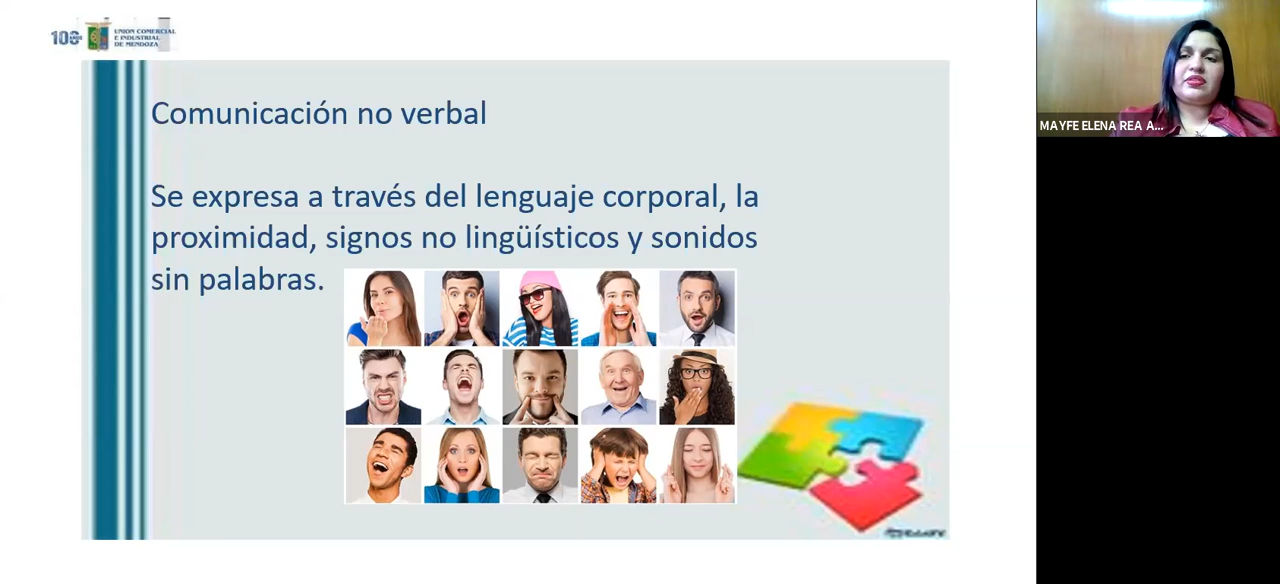 UNION COMERCIAL
E INDUSTRIAL
DE MENDOZA
MAYFE ELENA REA A...
Comunicación no verbal
Se expresa a través del lenguaje corporal, la
proximidad, signos no lingüísticos y sonidos
sin palabras.